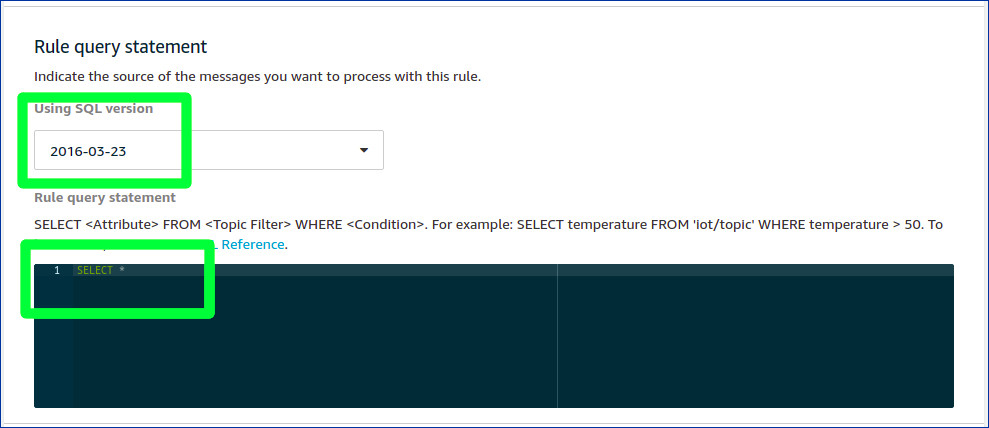 Rule query statement
Indicate the source of the messages you want to process with this rule.
Using SQL version
2016-03-23
Rule query statement
SELECT <Attribute> FROM <Topic Filter> WHERE <Condition>. For example: SELECT temperature FROM 'iot/topic' WHERE temperature > 50. To
Reference.
1 SELECT *